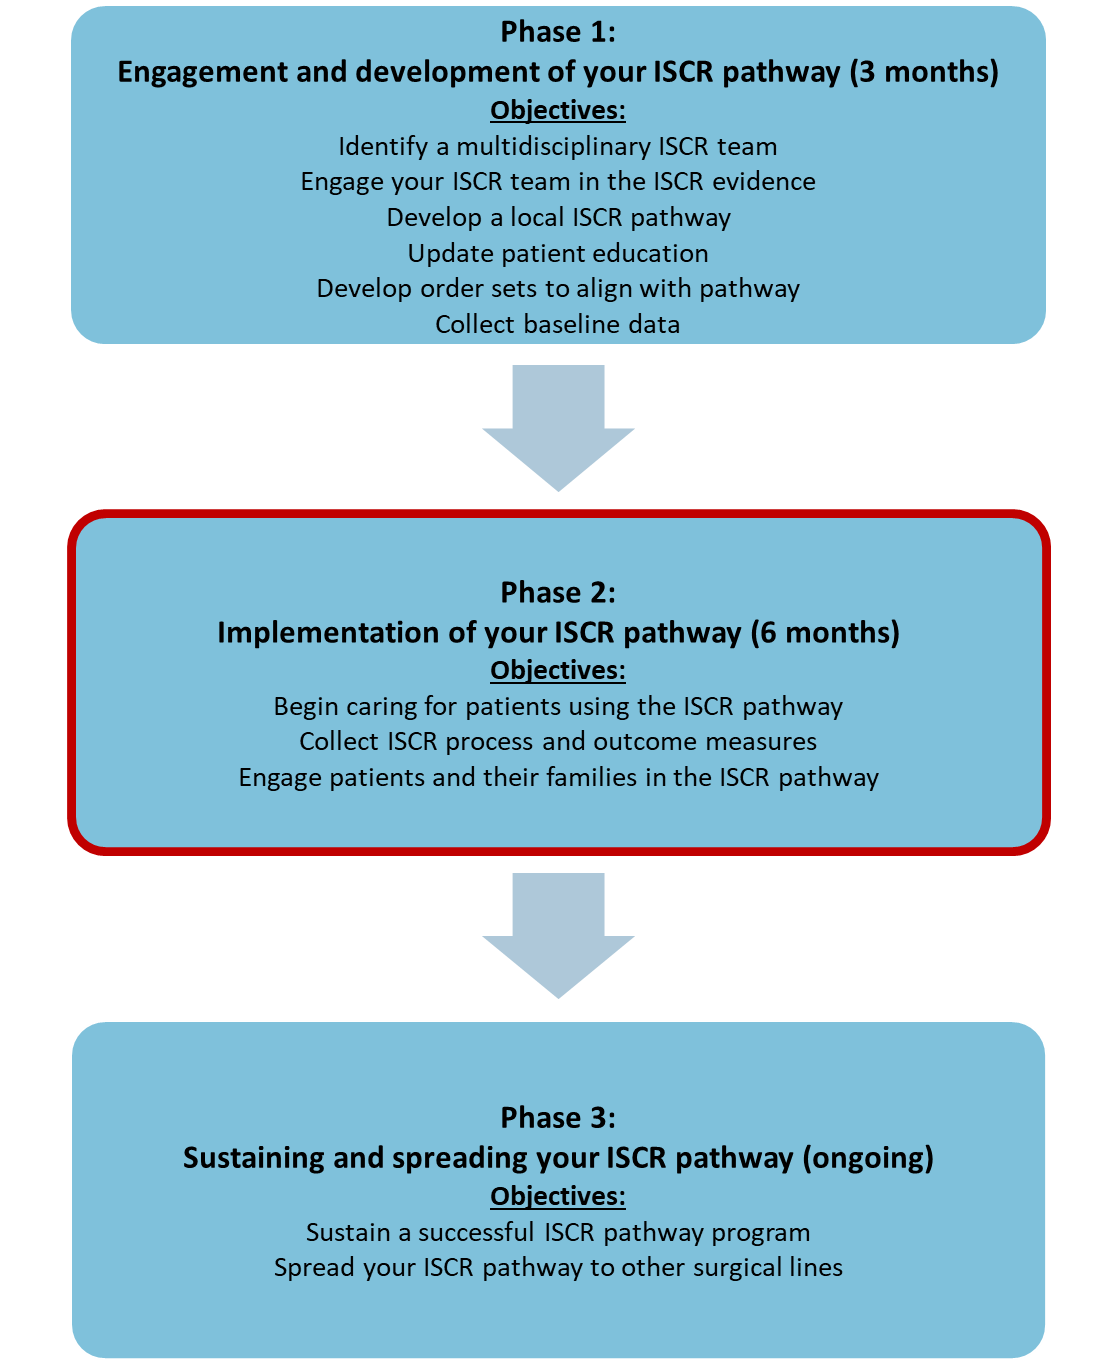 Phase 1:
Engagement and development of your ISCR pathway (3 months)
Objectives:
Identify a multidisciplinary ISCR team
Engage your ISCR team in the ISCR evidence
Develop a local ISCR pathway
Update patient education
Develop order sets to align with pathway
Collect baseline data
Phase 2:
Implementation of your ISCR pathway (6 months)
Objectives:
Begin caring for patients using the ISCR pathway
Collect ISCR process and outcome measures
Engage patients and their families in the ISCR pathway
Phase 3:
Sustaining and spreading your ISCR pathway (ongoing)
Objectives:
Sustain a successful ISCR pathway program
Spread your ISCR pathway to other surgical lines